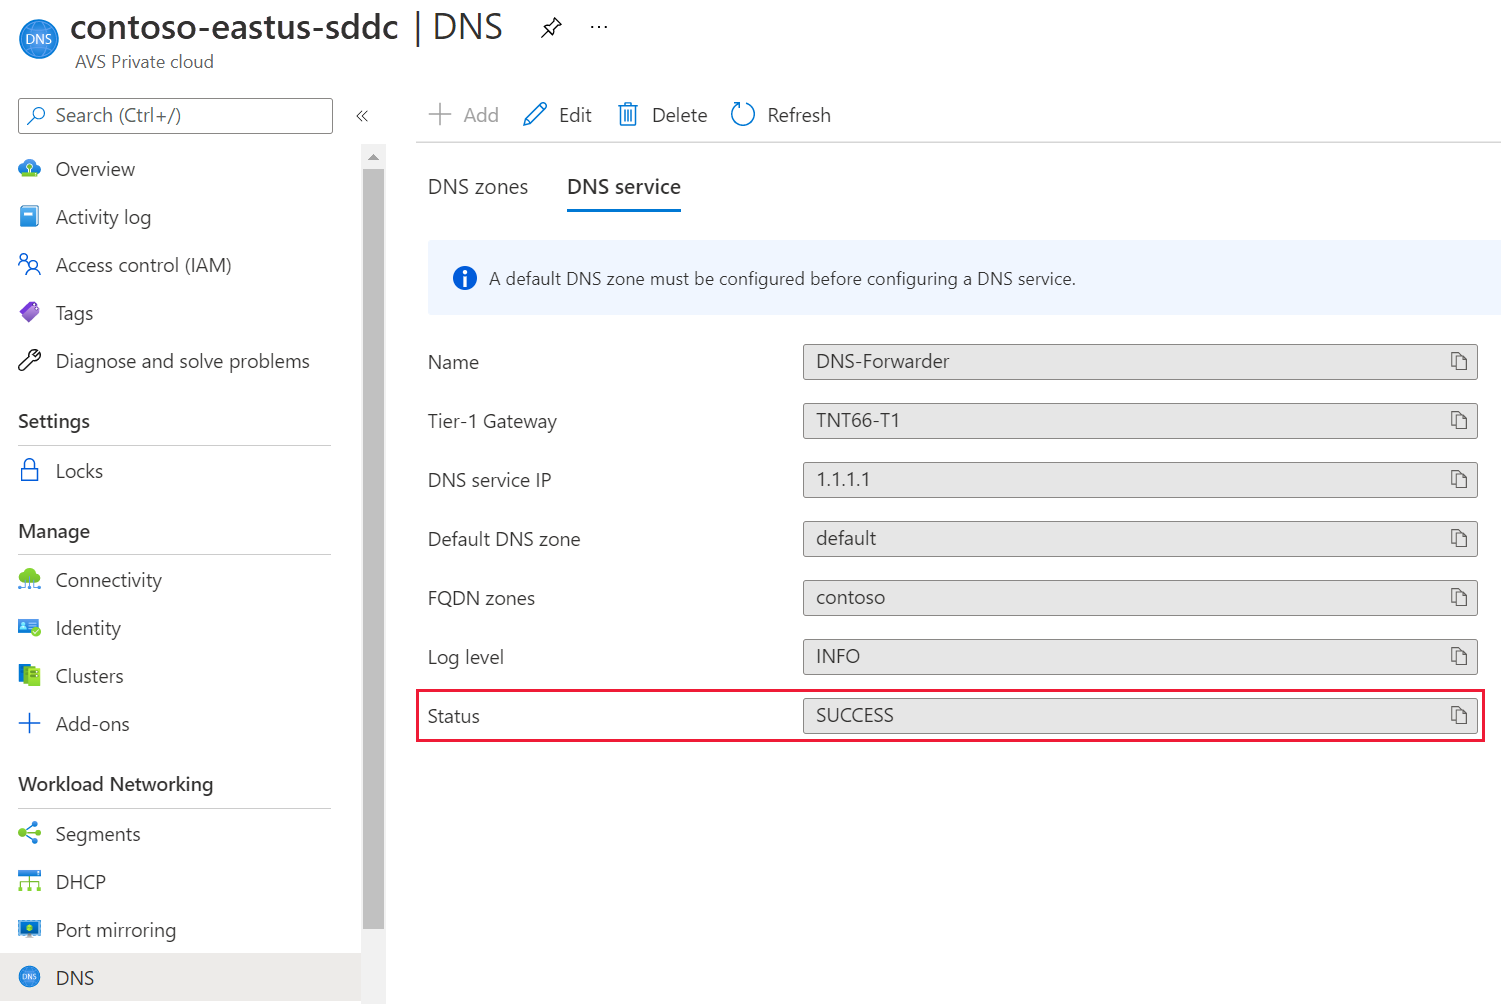 DNS
contoso-eastus-sddc | DNS
AVS Private cloud
Search (Ctrl+/)
Overview
Activity log
Access control (IAM)
Tags
Diagnose and solve problems
Settings
Locks
Manage
Connectivity
Identity
Clusters
Add-ons
Workload Networking
Segments
DHCP
Port mirroring
DNS DNS
Add Edit Delete Refresh
DNS zones DNS service
A default DNS zone must be configured before configuring a DNS service.
Name DNS-Forwarder
Tier-1 Gateway TNT66-T1
DNS service IP 1.1.1.1
Default DNS zone default
FQDN zones contoso
Log level INFO
Status SUCCESS